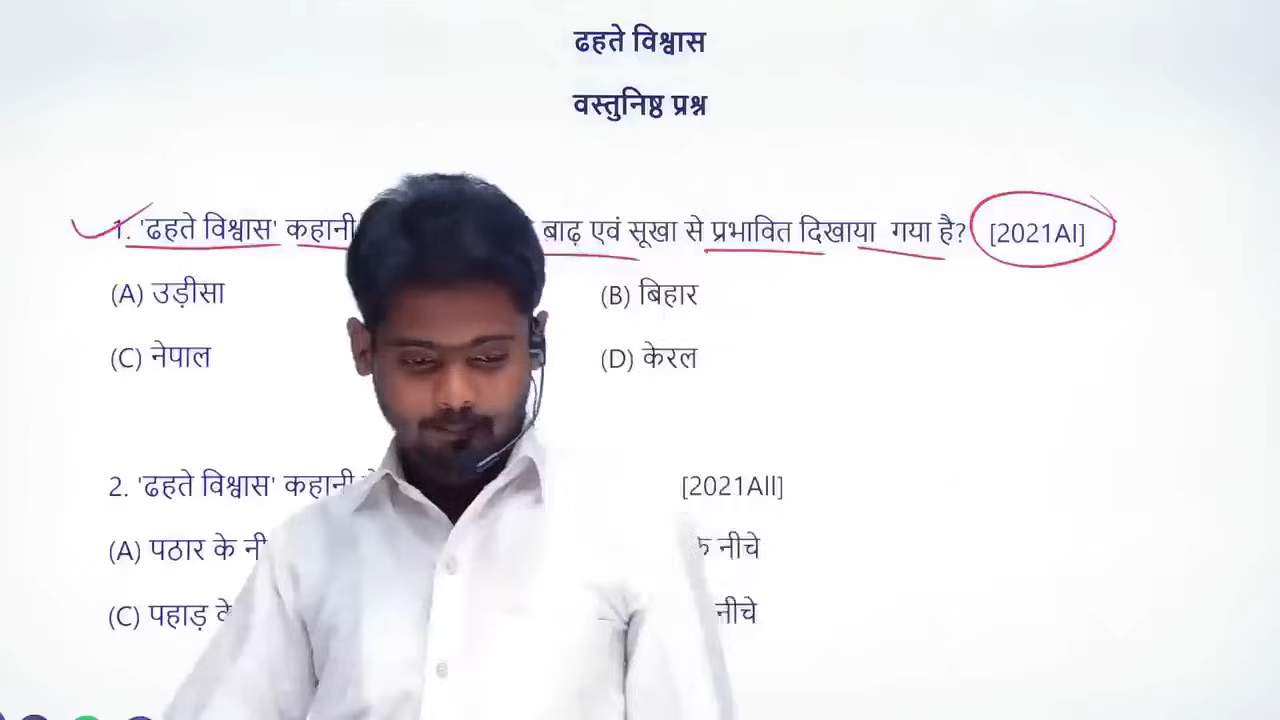 ढहते विश्वास
वस्तुनिष्ठ प्रश्न
1. 'ढहते विश्वास' कहानी बाढ़ एवं सूखा से प्रभावित दिखाया गया है? [2021AI]
(A) उड़ीसा (B) बिहार
(C) नेपाल (D) केरल
2. 'ढहते विश्वास' कहानी [2021AII]
(A) पठार के नीचे
(C) पहाड़ नीचे